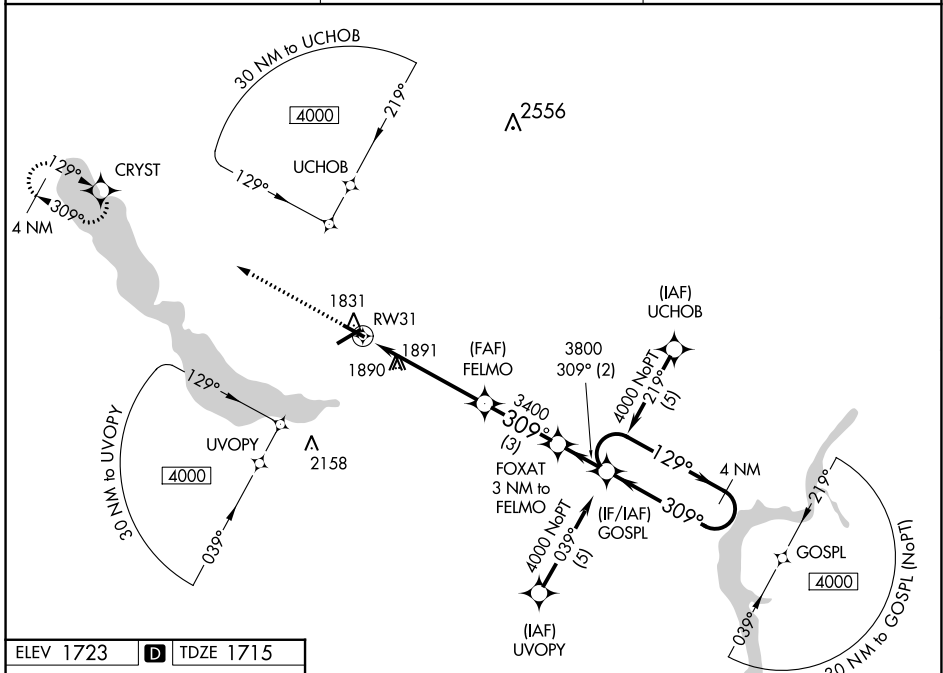 30 NM to UCHOB
4000
219°
129°
UCHOB
2556
129°
CRYST
309°
4 NM
1831
RW31
1891
1890
(FAF)
FELMO
3800
309° (2)
(IAF)
UCHOB
4000 NoPT
219°
(5)
3400
309°
(3)
FOXAT
3 NM to
FELMO
129°
4 NM
309°
(IF/IAF)
GOSPL
4000 NoPT
039°
(5)
(IAF)
UVOPY
129°
UVOPY
2158
30 NM to UVOPY
4000
039°
219°
GOSPL
4000
039°
30 NM to GOSPL (NoPT)
ELEV 1723 D TDZE 1715